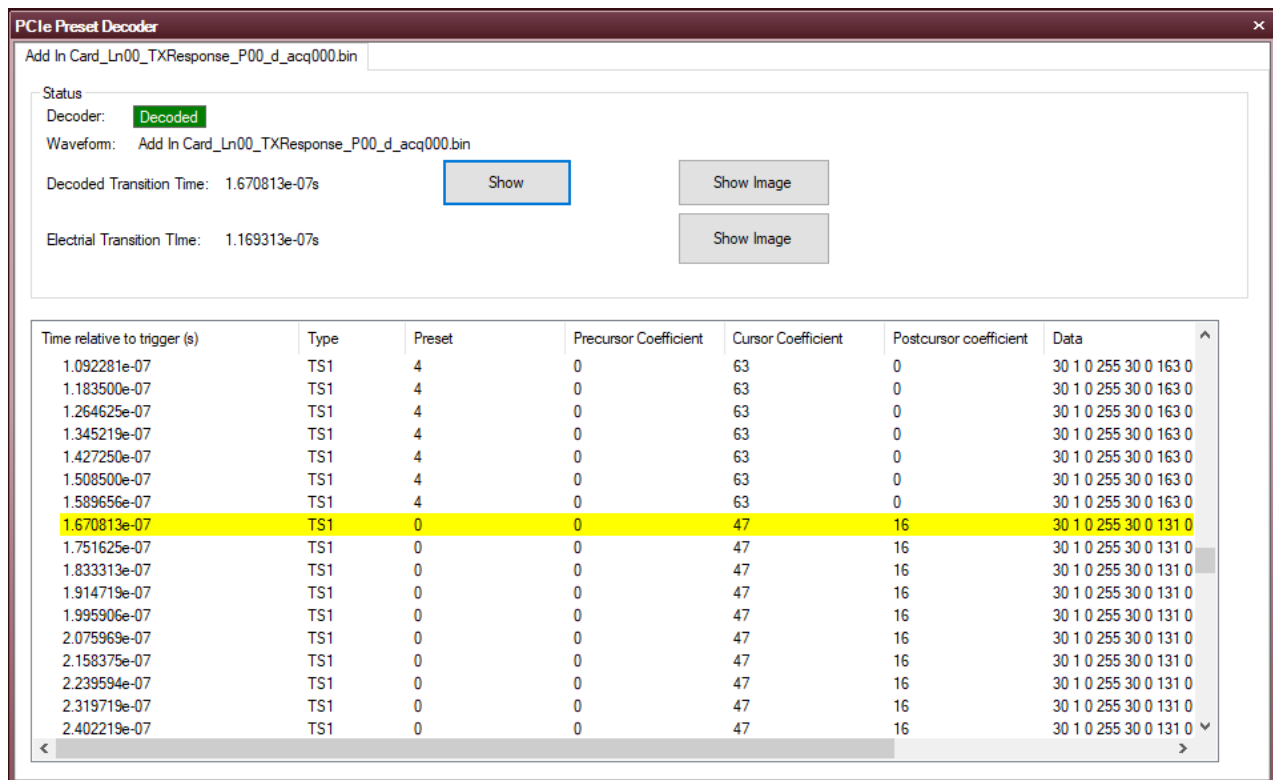 PCIe Preset Decoder ×
Add In Card_Ln00_TXResponse_P00_d_acq000.bin
Status
Decoder: Decoded
Waveform: Add In Card_Ln00_TXResponse_P00_d_acq000.bin
Decoded Transition Time: 1.670813e-07s Show Show Image
Electrial Transition TIme: 1.169313e-07s Show Image
Time relative to trigger (s) Type Preset Precursor Coefficient Cursor Coefficient Postcursor coefficient Data
1.092281e-07 TS1 4 0 63 0 30 1 0 255 30 0 163 0
1.183500e-07 TS1 4 0 63 0 30 1 0 255 30 0 163 0
1.264625e-07 TS1 4 0 63 0 30 1 0 255 30 0 163 0
1.345219e-07 TS1 4 0 63 0 30 1 0 255 30 0 163 0
1.427250e-07 TS1 4 0 63 0 30 1 0 255 30 0 163 0
1.508500e-07 TS1 4 0 63 0 30 1 0 255 30 0 163 0
1.589656e-07 TS1 4 0 63 0 30 1 0 255 30 0 163 0
1.670813e-07 TS1 0 0 47 16 30 1 0 255 30 0 131 0
1.751625e-07 TS1 0 0 47 16 30 1 0 255 30 0 131 0
1.833313e-07 TS1 0 0 47 16 30 1 0 255 30 0 131 0
1.914719e-07 TS1 0 0 47 16 30 1 0 255 30 0 131 0
1.995906e-07 TS1 0 0 47 16 30 1 0 255 30 0 131 0
2.075969e-07 TS1 0 0 47 16 30 1 0 255 30 0 131 0
2.158375e-07 TS1 0 0 47 16 30 1 0 255 30 0 131 0
2.239594e-07 TS1 0 0 47 16 30 1 0 255 30 0 131 0
2.319719e-07 TS1 0 0 47 16 30 1 0 255 30 0 131 0
2.402219e-07 TS1 0 0 47 16 30 1 0 255 30 0 131 0